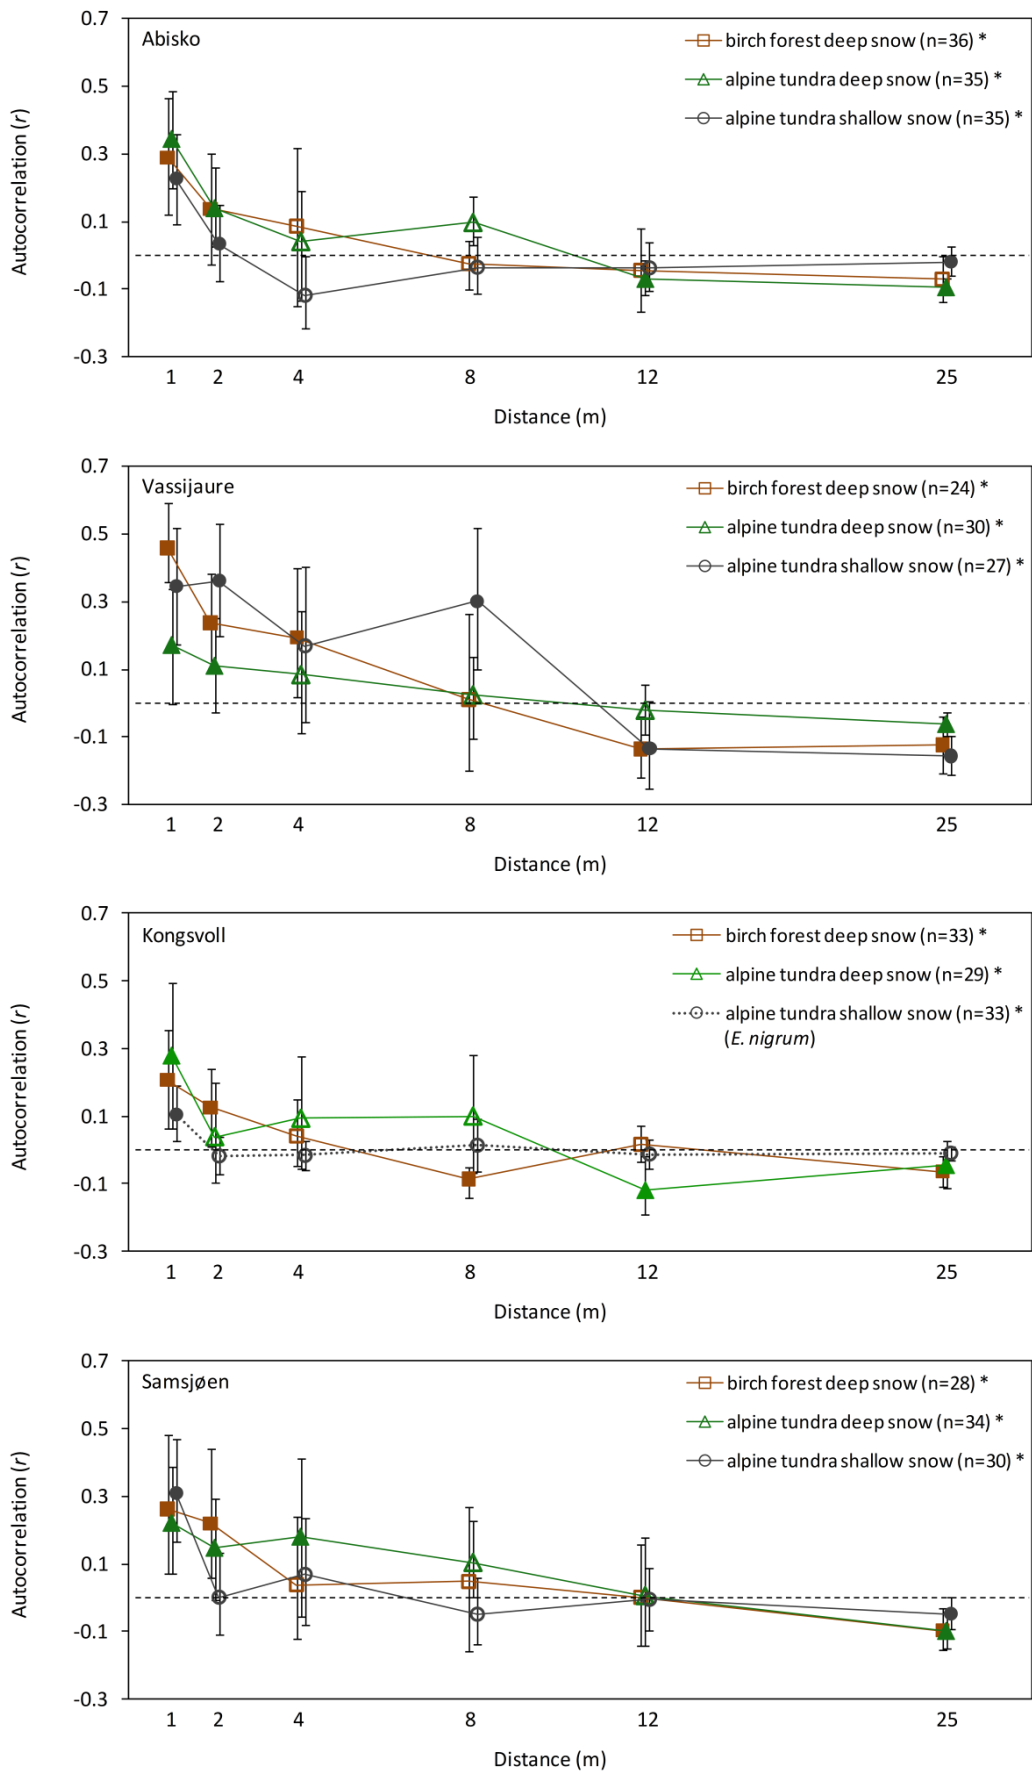 0.7
Abisko
birch forest deep snow (n=36) *
0.5
alpine tundra deep snow (n=35) *
alpine tundra shallow snow (n=35) *
0.3
Autocorrelation (r)
0.1
-0.1
-0.3
1 2 4 8 12 25
Distance (m)
0.7
Vassijaure
birch forest deep snow (n=24) *
0.5
alpine tundra deep snow (n=30) *
alpine tundra shallow snow (n=27) *
0.3
Autocorrelation (r)
0.1
-0.1
-0.3
1 2 4 8 12 25
Distance (m)
0.7
Kongsvoll
birch forest deep snow (n=33) *
0.5
alpine tundra deep snow (n=29) *
alpine tundra shallow snow (n=33) *
(E. nigrum)
0.3
Autocorrelation (r)
0.1
-0.1
-0.3
1 2 4 8 12 25
Distance (m)
0.7
Samsjøen
birch forest deep snow (n=28) *
0.5
alpine tundra deep snow (n=34) *
alpine tundra shallow snow (n=30) *
0.3
Autocorrelation (r)
0.1
-0.1
-0.3
1 2 4 8 12 25
Distance (m)